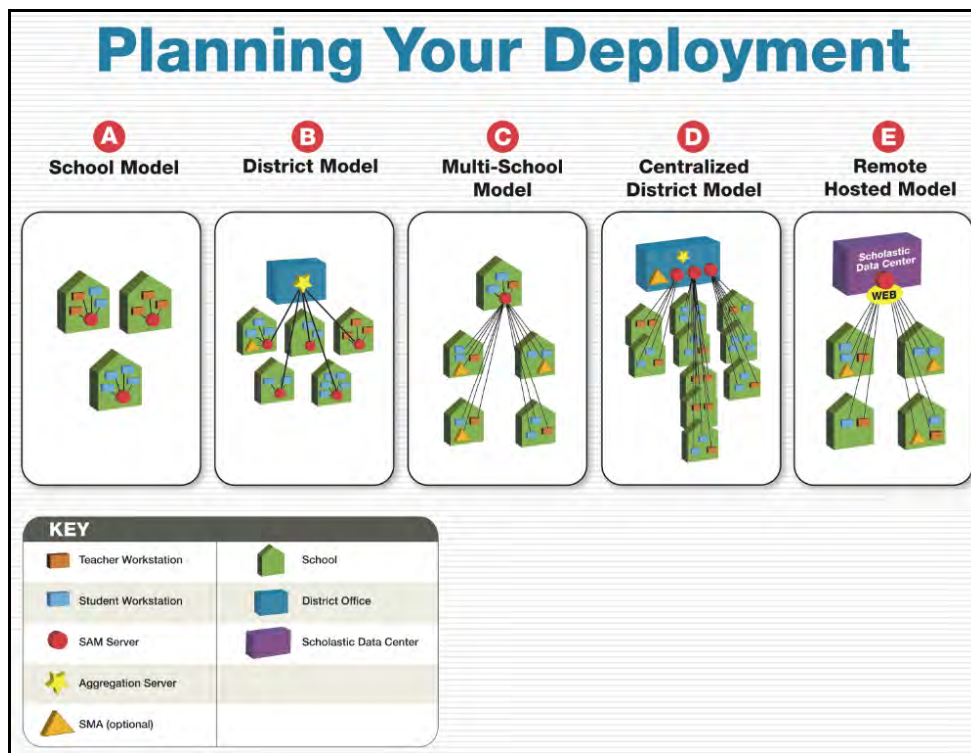 Planning Your Deployment
A
School Model
B
District Model
C
Multi-School
Model
D
Centralized
District Model
E
Remote
Hosted Model
Scholastic
Data Center
WEB
KEY
Teacher Workstation
Student Workstation
SAM Server
Aggregation Server
SMA (optional)
School
District Office
Scholastic Data Center